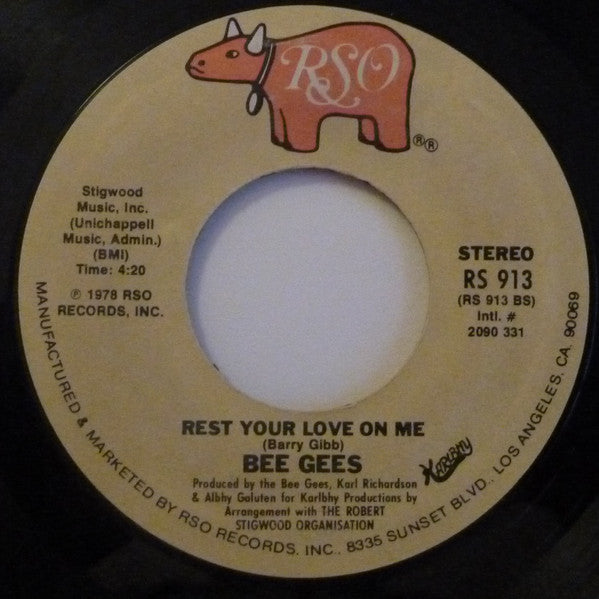 RSO
®®
Stigwood
Music, Inc.
(Unichappell
Music, Admin.)
(BMI)
Time: 4:20
℗ 1978 RSO
RECORDS, INC.
STEREO
RS 913
(RS 913 BS)
Intl. #
2090 331
REST YOUR LOVE ON ME
(Barry Gibb)
BEE GEES
Karlbhy
Produced by the Bee Gees, Karl Richardson
& Albhy Galuten for Karlbhy Productions by
Arrangement with THE ROBERT
STIGWOOD ORGANISATION
MANUFACTURED & MARKETED BY RSO RECORDS, INC., 8335 SUNSET BLVD., LOS ANGELES, CA. 90069